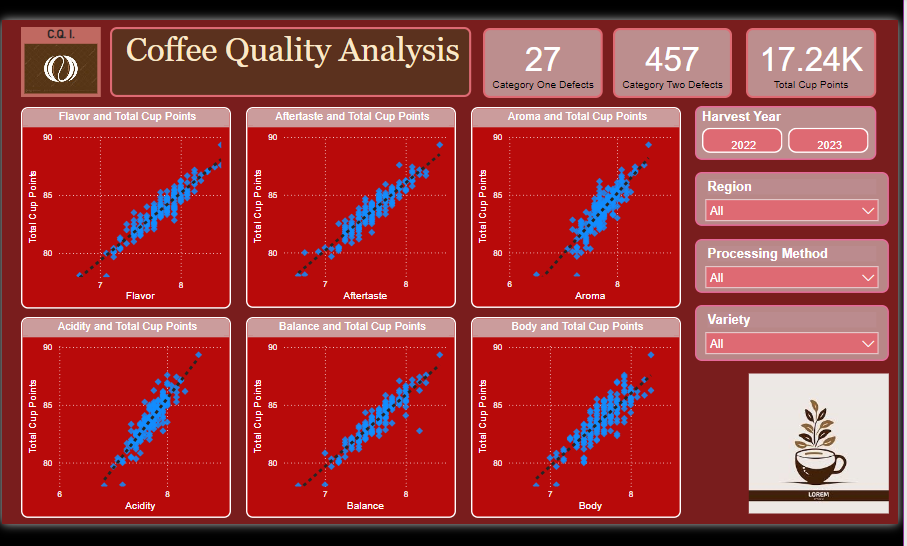 C.Q. I.
Coffee Quality Analysis
27
Category One Defects
457
Category Two Defects
17.24K
Total Cup Points
Flavor and Total Cup Points
90
85
80
Total Cup Points
7
8
Flavor
Aftertaste and Total Cup Points
90
85
80
Total Cup Points
7
8
Aftertaste
Aroma and Total Cup Points
90
85
80
Total Cup Points
6
8
Aroma
Harvest Year
2022
2023
Region
All
Processing Method
All
Variety
All
Acidity and Total Cup Points
90
85
80
Total Cup Points
6
8
Acidity
Balance and Total Cup Points
90
85
80
Total Cup Points
7
8
Balance
Body and Total Cup Points
90
85
80
Total Cup Points
7
8
Body
LOREM